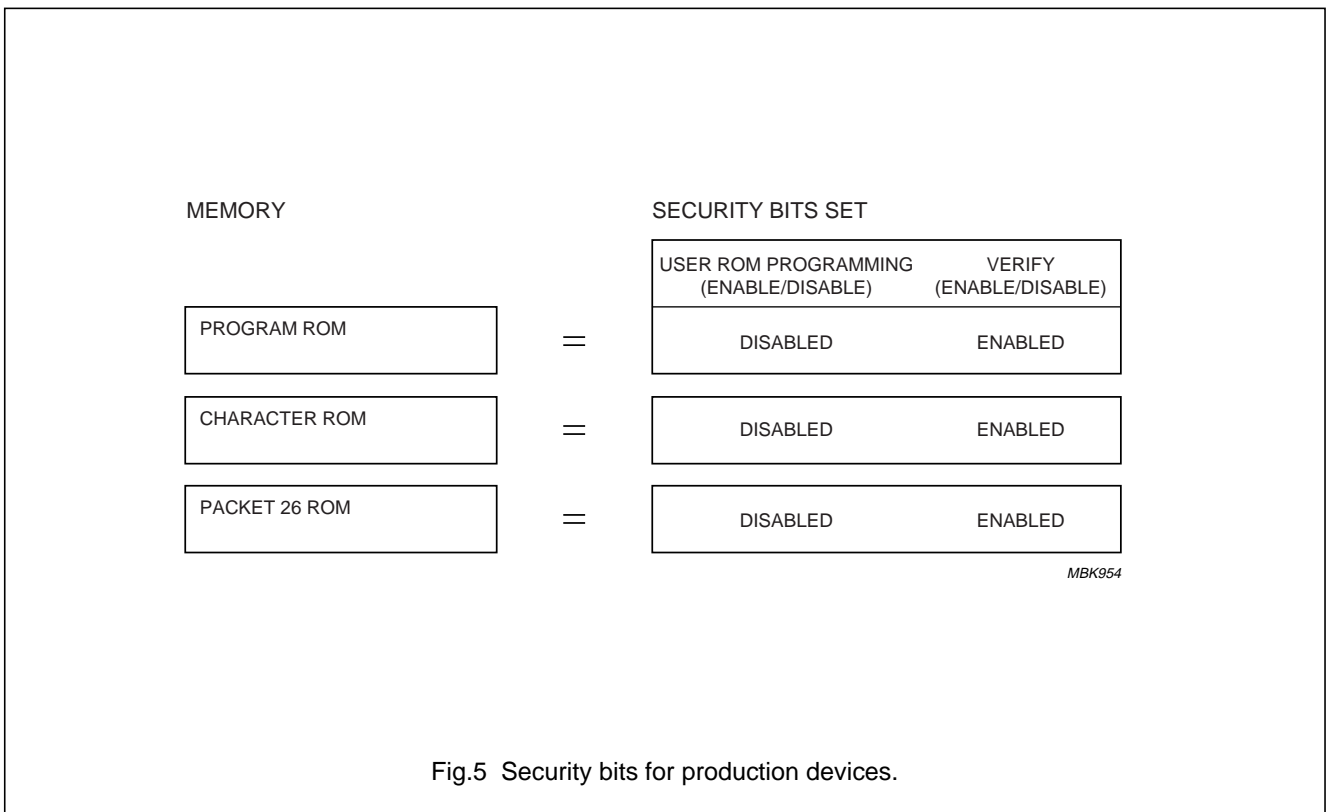 MEMORY
SECURITY BITS SET
USER ROM PROGRAMMING
(ENABLE/DISABLE)
VERIFY
(ENABLE/DISABLE)
PROGRAM ROM
=
DISABLED
ENABLED
CHARACTER ROM
=
DISABLED
ENABLED
PACKET 26 ROM
=
DISABLED
ENABLED
MBK954
Fig.5 Security bits for production devices.